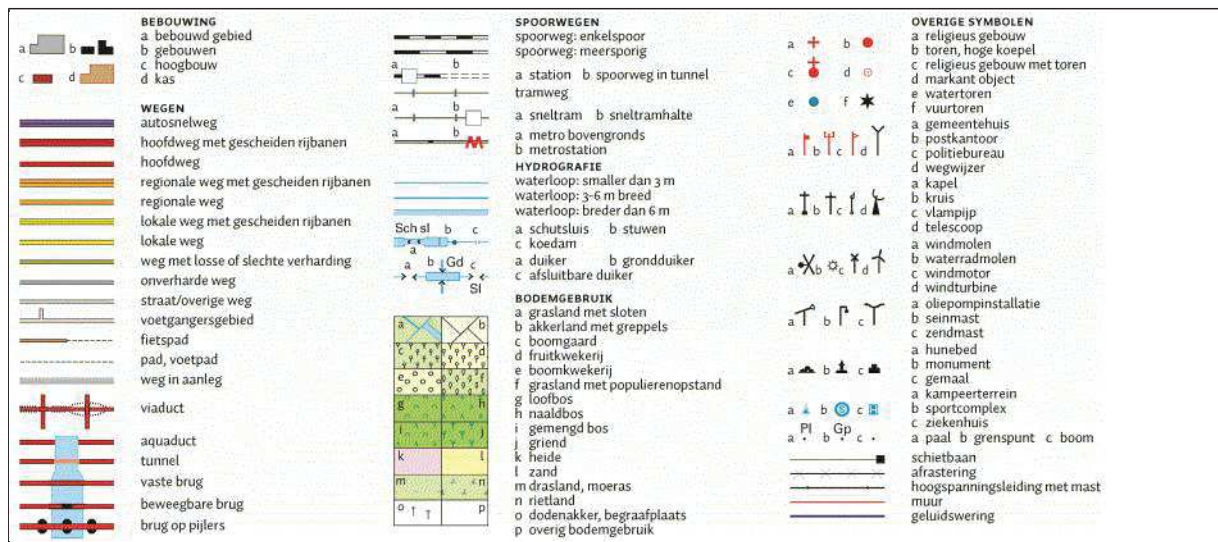 BEBOUWING
a bebouwd gebied
b gebouwen
c hoogbouw
d kas
a b
c d
WEGEN
autosnelweg
hoofdweg met gescheiden rijbanen
hoofdweg
regionale weg met gescheiden rijbanen
regionale weg
lokale weg met gescheiden rijbanen
lokale weg
weg met losse of slechte verharding
onverharde weg
straat/overige weg
voetgangersgebied
fietspad
pad, voetpad
weg in aanleg
viaduct
aquaduct
tunnel
vaste brug
beweegbare brug
brug op pijlers
SPOORWEGEN
spoorweg: enkelspoor
spoorweg: meersporig
a b
a station b spoorweg in tunnel
tramweg
a b
a sneltram b sneltramhalte
a b
a metro bovengronds
b metrostation
HYDROGRAFIE
waterloop: smaller dan 3 m
waterloop: 3-6 m breed
waterloop: breder dan 6 m
Sch sl b c
a
a schutsluis b stuwen
c koedam
a b Gd c
Sl
a duiker b grondduiker
c afsluitbare duiker
BODEMGEBRUIK
a grasland met sloten
b akkerland met greppels
c boomgaard
d fruitkwekerij
e boomkwekerij
f grasland met populierenopstand
g loofbos
h naaldbos
i gemengd bos
j griend
k heide
l zand
m drasland, moeras
n rietland
o dodenakker, begraafplaats
p overig bodemgebruik
a b
c d
e f
g h
i j
k l
m n
o p
OVERIGE SYMBOLEN
a religieus gebouw
b toren, hoge koepel
c religieus gebouw met toren
d markant object
e watertoren
f vuurtoren
a b
c d
e f
a gemeentehuis
b postkantoor
c politiebureau
d wegwijzer
a b c d
a kapel
b kruis
c vlampijp
d telescoop
a b c d
a windmolen
b waterradmolen
c windmotor
d windturbine
a b c d
a oliepompinstallatie
b seinmast
c zendmast
a b c
a hunebed
b monument
c gemaal
a b c
a kampeerterrein
b sportcomplex
c ziekenhuis
a b S c H
Pl Gp
a b c
a paal b grenspunt c boom
schietbaan
afrastering
hoogspanningsleiding met mast
muur
geluidswering